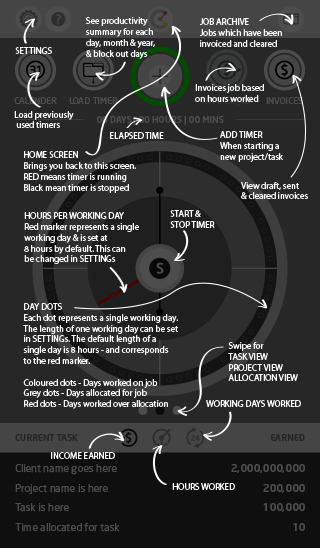 See productivity
summary for each
day, month & year,
& block out days
JOB ARCHIVE
Jobs which have been
invoiced and cleared
SETTINGS
31
CALENDER
LOAD TIMER
INVOICES
Load previously
used timers
Invoices job based
on hours worked
00 DAYS 00 HOURS | 00 MINS
ELAPSED TIME
ADD TIMER
When starting a
new project/task
HOME SCREEN
Brings you back to this screen.
RED means timer is running
Black mean timer is stopped
View draft, sent
& cleared invoices
HOURS PER WORKING DAY
Red marker represents a single
working day & is set at
8 hours by default. This can
be changed in SETTINGs
START &
STOP TIMER
DAY DOTS
Each dot represents a single working day.
The length of one working day can be set
in SETTINGs. The default length of a
single day is 8 hours - and corresponds
to the red marker.
Coloured dots - Days worked on job
Grey dots - Days allocated for job
Red dots - Days worked over allocation
Swipe for
TASK VIEW
PROJECT VIEW
ALLOCATION VIEW
WORKING DAYS WORKED
CURRENT TASK
EARNED
INCOME EARNED
Client name goes here 2,000,000,000
HOURS WORKED
Project name is here 200,000
Task is here 100,000
Time allocated for task 10